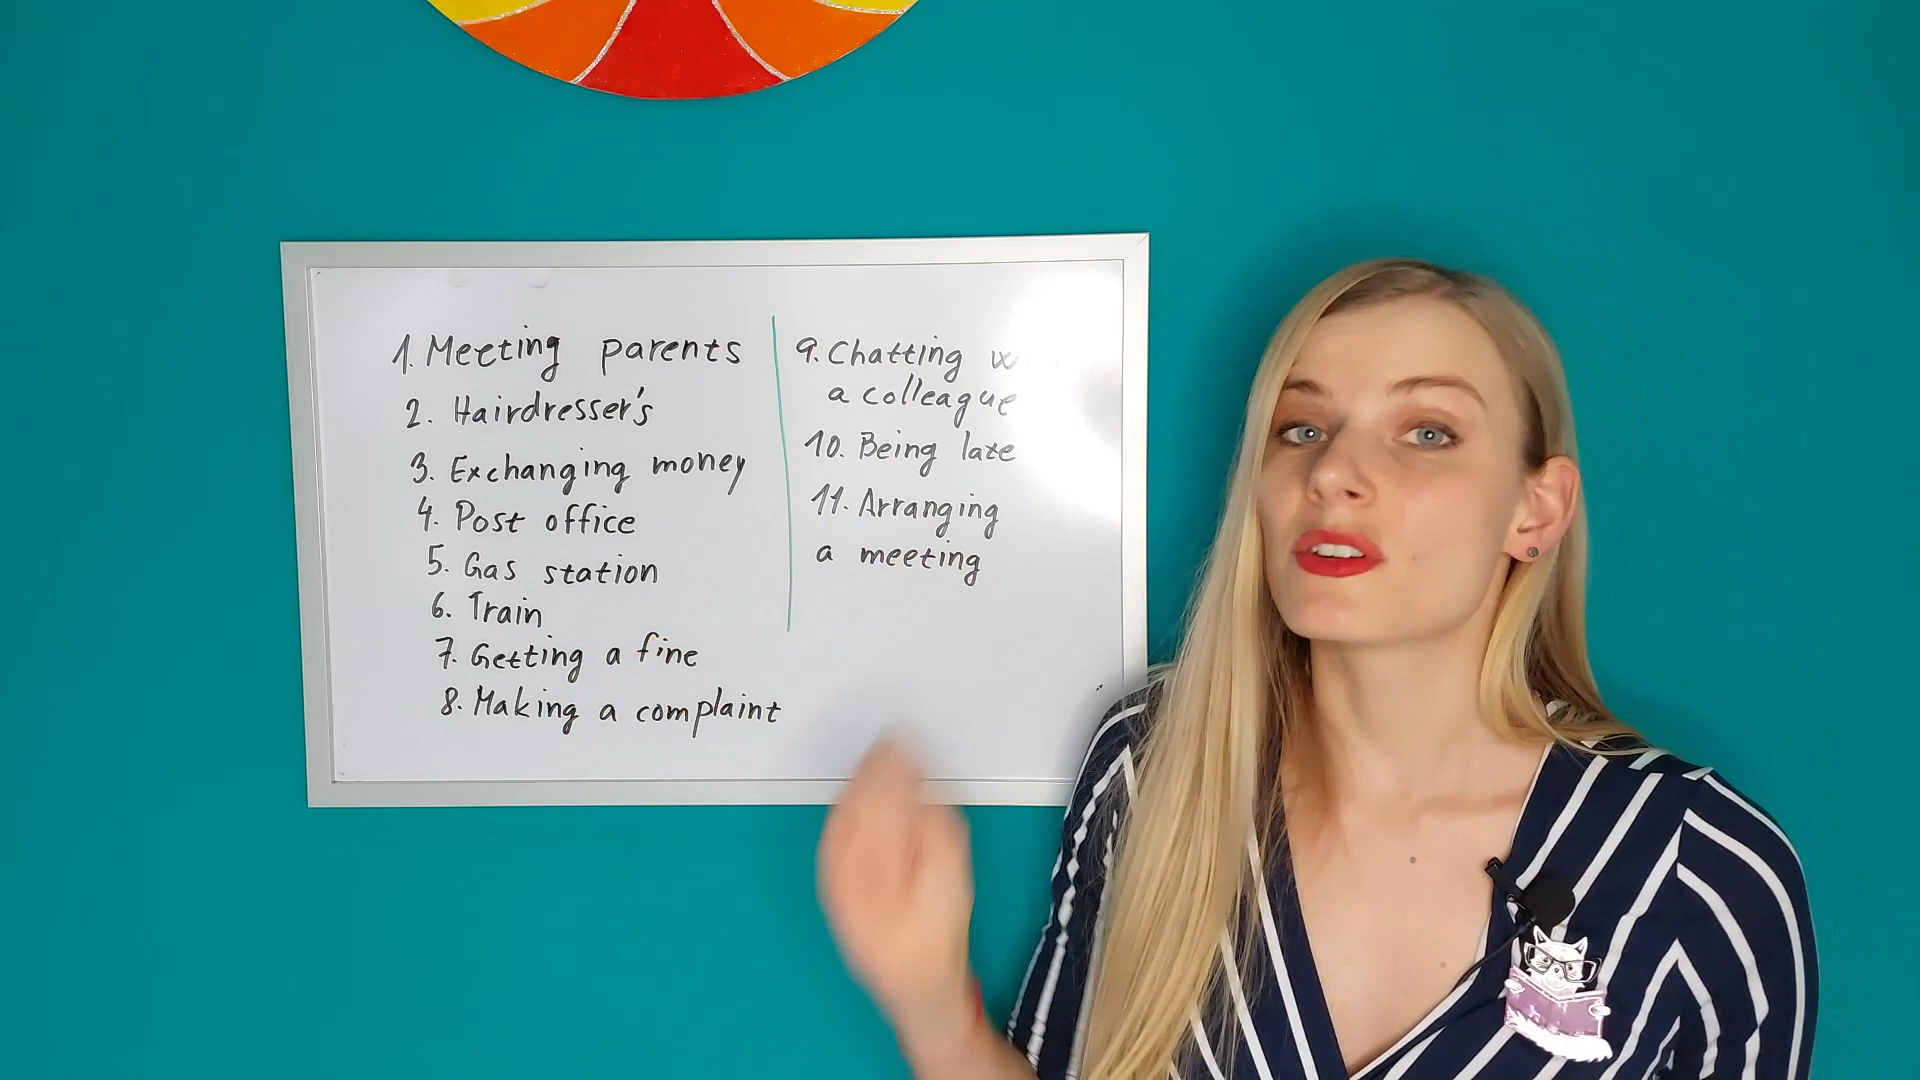 1. Meeting parents
2. Hairdresser's
3. Exchanging money
4. Post office
5. Gas station
6. Train
7. Getting a fine
8. Making a complaint
9. Chatting
a colleague
10. Being late
11. Arranging
a meeting